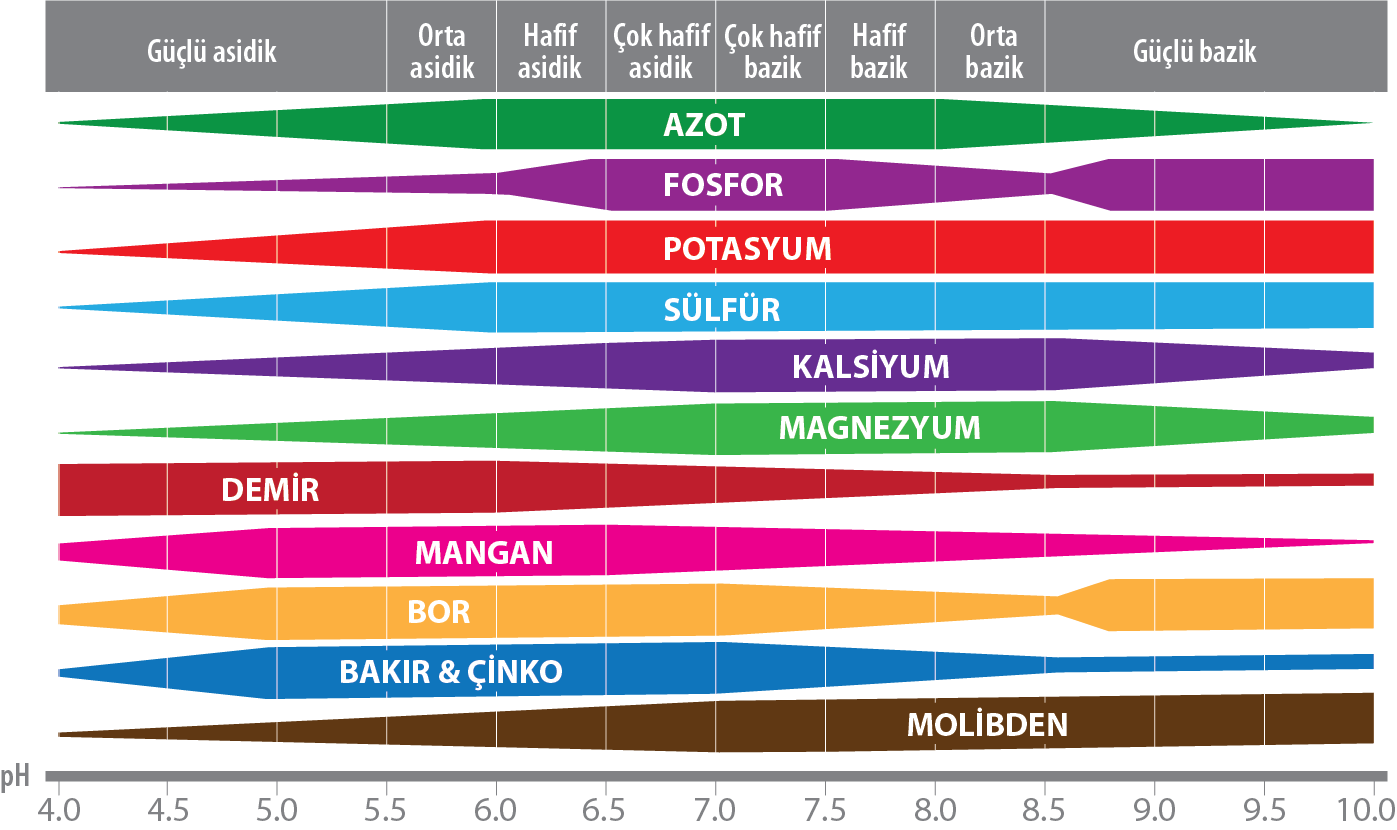 Güçlü asidik
Orta
asidik
Hafif
asidik
Çok hafif
asidik
Çok hafif
bazik
Hafif
bazik
Orta
bazik
Güçlü bazik
AZOT
FOSFOR
POTASYUM
SÜLFÜR
KALSİYUM
MAGNEZYUM
DEMİR
MANGAN
BOR
BAKIR & ÇİNKO
MOLİBDEN
pH
4.0 4.5 5.0 5.5 6.0 6.5 7.0 7.5 8.0 8.5 9.0 9.5 10.0